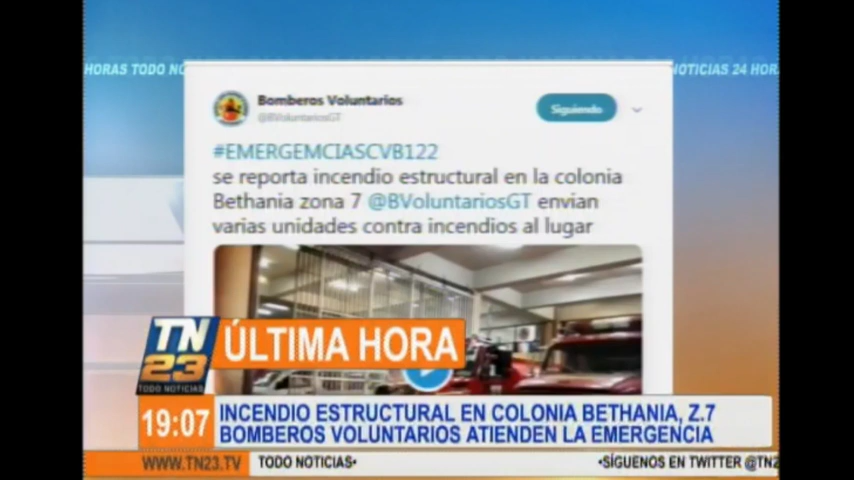 HORAS TODO NO
NOTICIAS 24 HOR
Bomberos Voluntarios
@BVoluntariosGT
Siguiendo
#EMERGEMCIASCVB122
se reporta incendio estructural en la colonia
Bethania zona 7 @BVoluntariosGT envian
varias unidades contra incendios al lugar
TN
23
TODO NOTICIAS
ÚLTIMA HORA
19:07
INCENDIO ESTRUCTURAL EN COLONIA BETHANIA, Z.7
BOMBEROS VOLUNTARIOS ATIENDEN LA EMERGENCIA
WWW.TN23.TV
TODO NOTICIAS•
•SÍGUENOS EN TWITTER @TN2